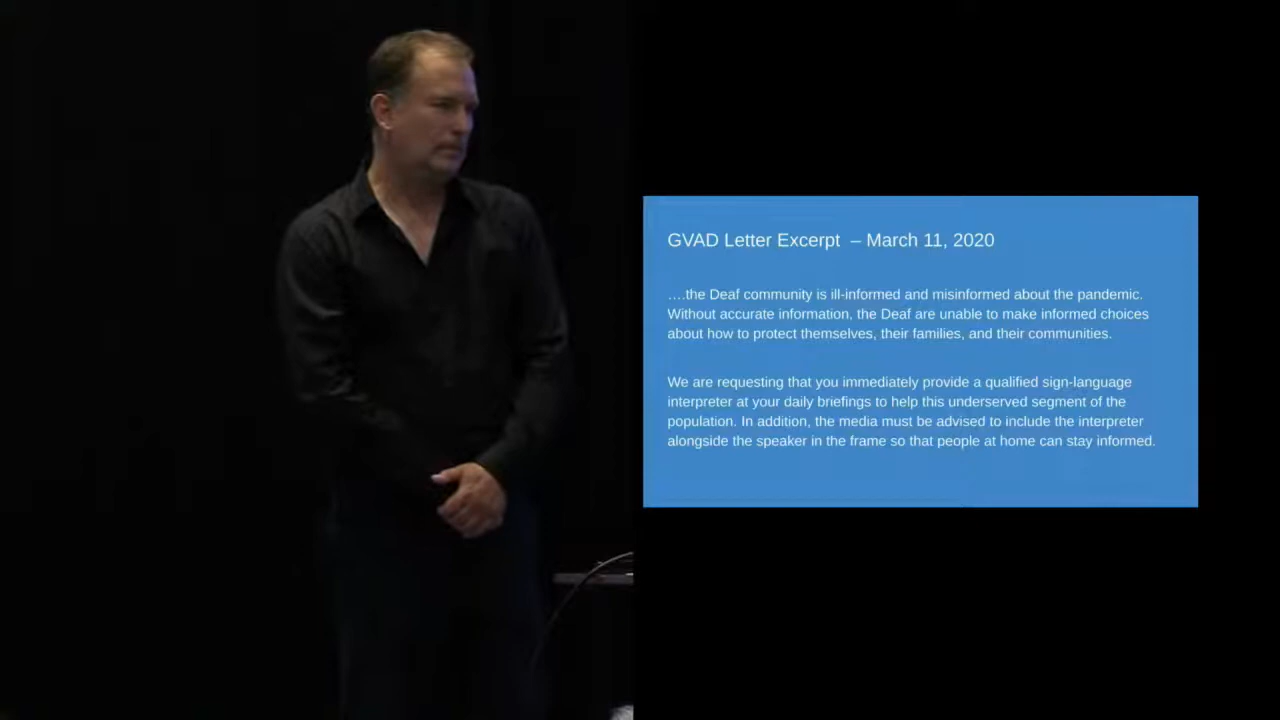 GVAD Letter Excerpt – March 11, 2020
….the Deaf community is ill-informed and misinformed about the pandemic.
Without accurate information, the Deaf are unable to make informed choices
about how to protect themselves, their families, and their communities.
We are requesting that you immediately provide a qualified sign-language
interpreter at your daily briefings to help this underserved segment of the
population. In addition, the media must be advised to include the interpreter
alongside the speaker in the frame so that people at home can stay informed.